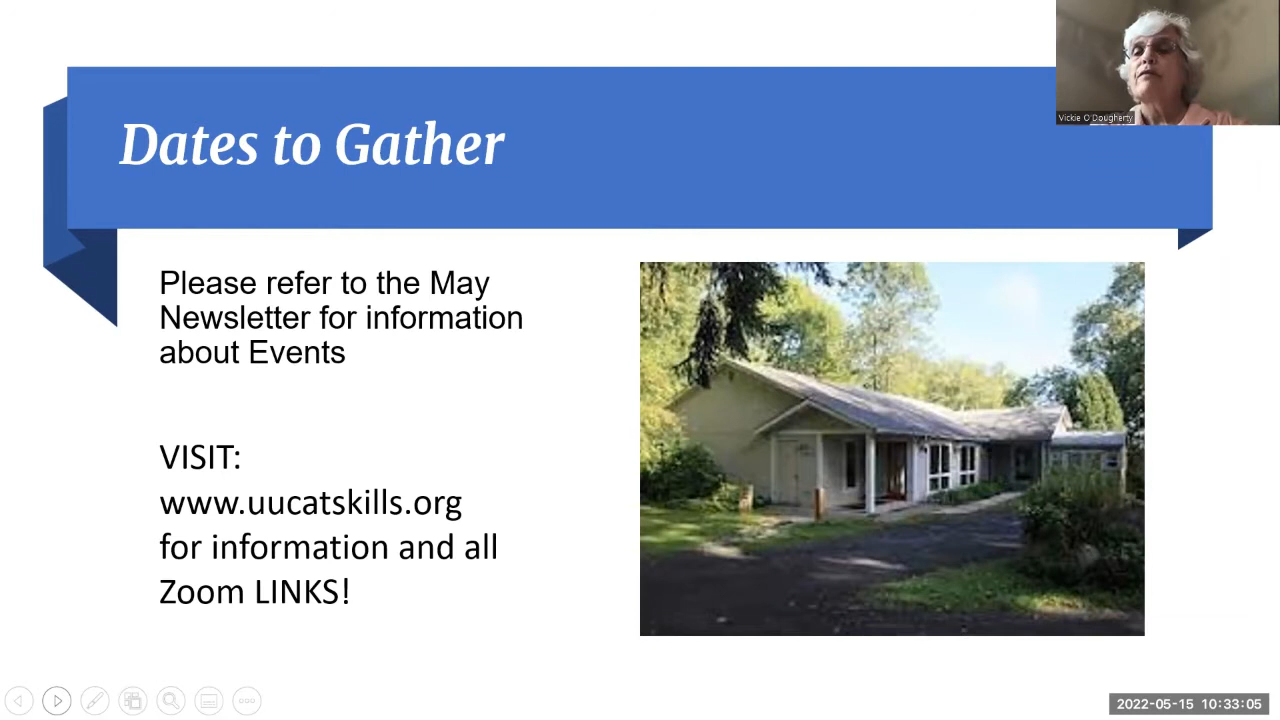 Dates to Gather
Vickie O'Dougherty
Please refer to the May
Newsletter for information
about Events
VISIT:
www.uucatskills.org
for information and all
Zoom LINKS!
2022-05-15 10:33:05